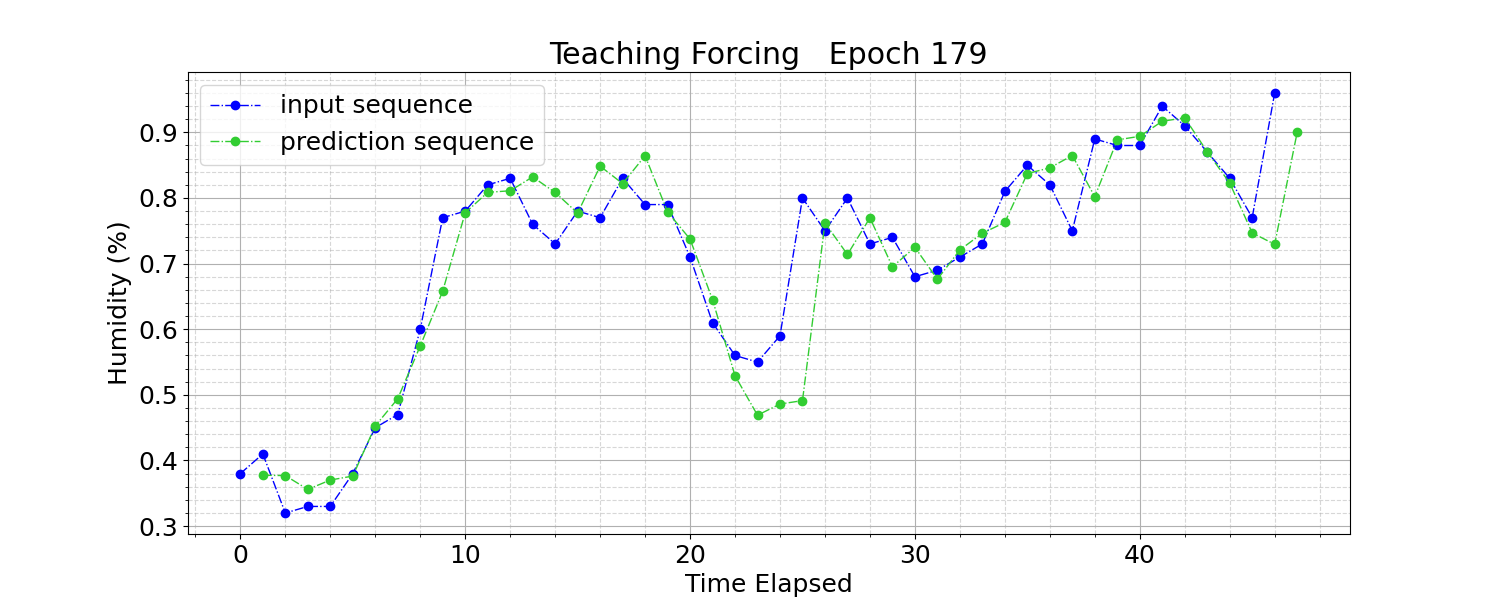 Teaching Forcing   Epoch 179
input sequence
prediction sequence
Humidity (%)
0.9
0.8
0.7
0.6
0.5
0.4
0.3
0 10 20 30 40
Time Elapsed